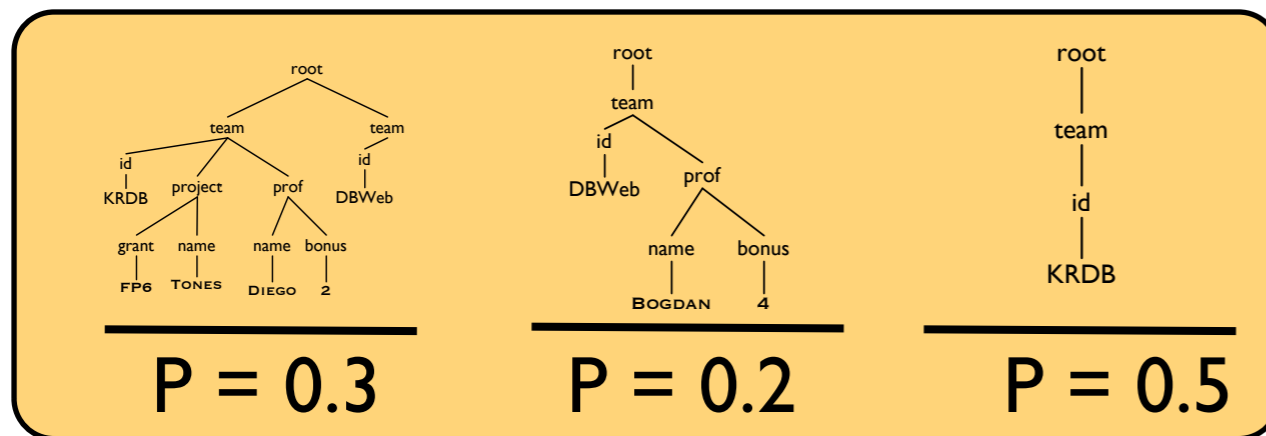 root
team team
id project prof id
KRDB DBWeb
grant name name bonus
FP6 TONES DIEGO 2
P = 0.3
root
team
id
DBWeb prof
name bonus
BOGDAN 4
P = 0.2
root
team
id
KRDB
P = 0.5